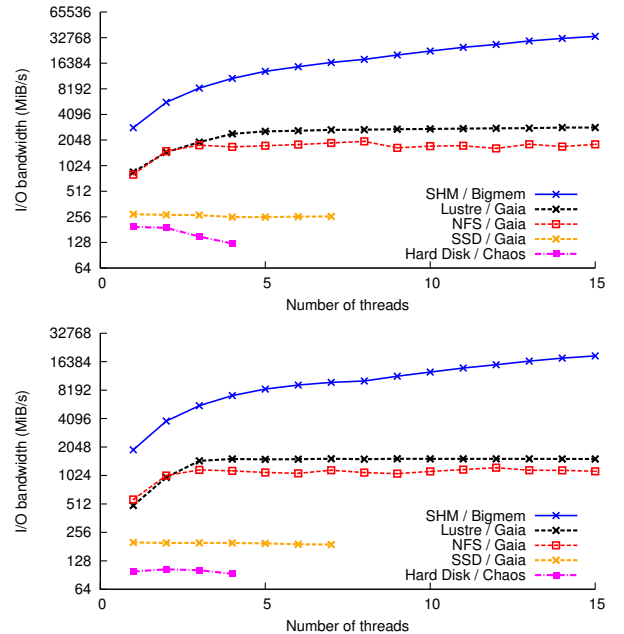 65536
32768
16384
8192
4096
2048
1024
512
256
128
64
I/O bandwidth (MiB/s)
SHM / Bigmem
Lustre / Gaia
NFS / Gaia
SSD / Gaia
Hard Disk / Chaos
0 5 10 15
Number of threads
32768
16384
8192
4096
2048
1024
512
256
128
64
I/O bandwidth (MiB/s)
SHM / Bigmem
Lustre / Gaia
NFS / Gaia
SSD / Gaia
Hard Disk / Chaos
0 5 10 15
Number of threads